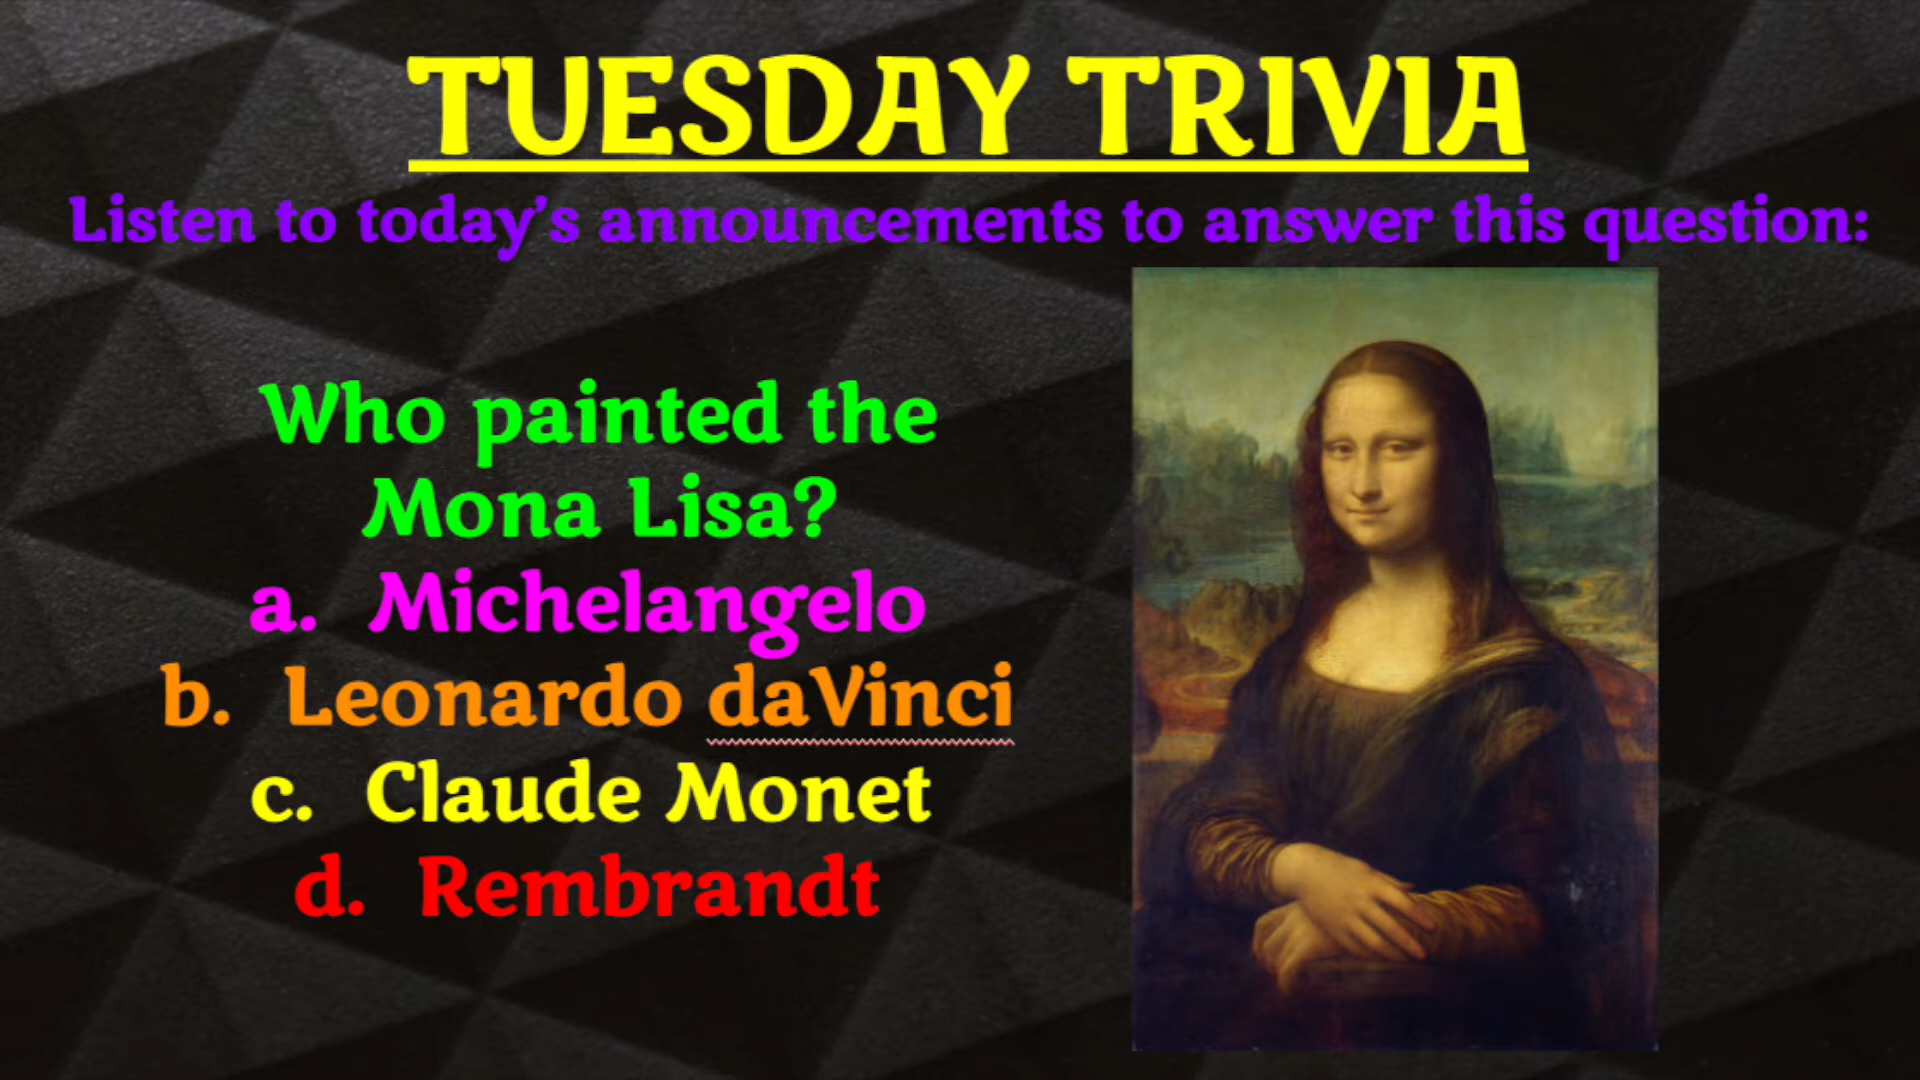 TUESDAY TRIVIA
Listen to today’s announcements to answer this question:
Who painted the
Mona Lisa?
a. Michelangelo
b. Leonardo daVinci
c. Claude Monet
d. Rembrandt